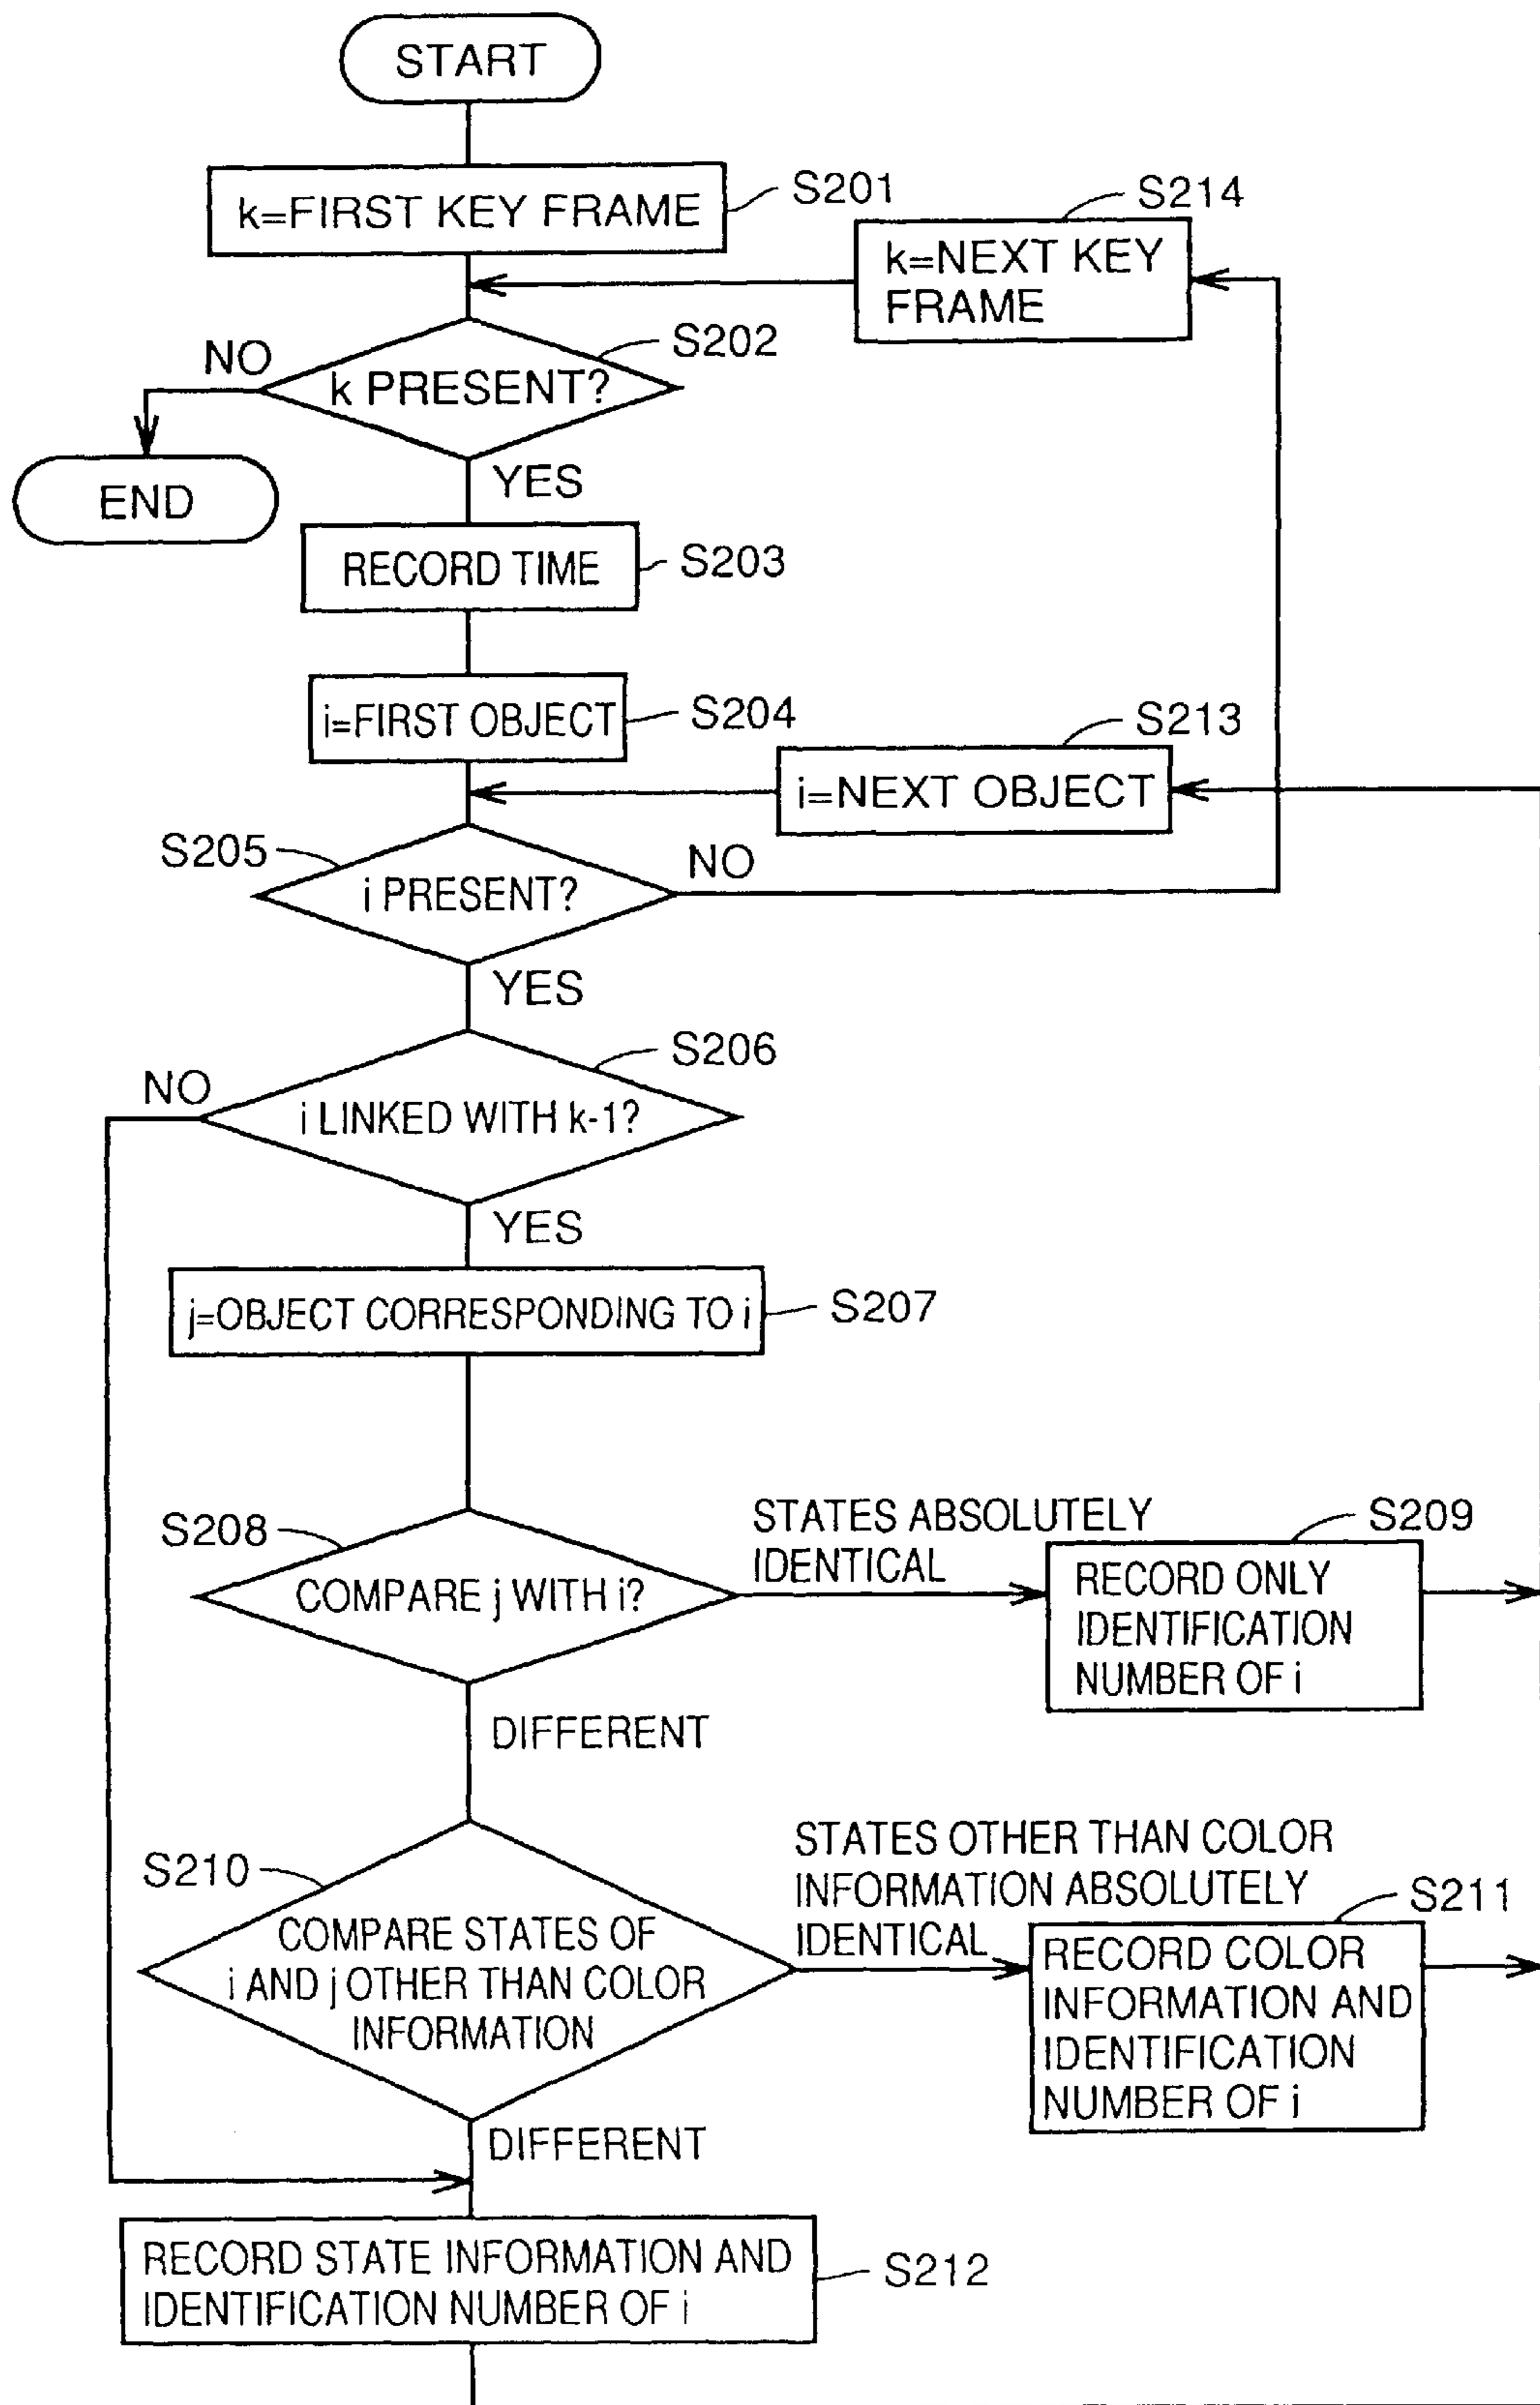 START
k=FIRST KEY FRAME
S201
S214
k=NEXT KEY
FRAME
S202
NO
k PRESENT?
END
YES
RECORD TIME
S203
i=FIRST OBJECT
S204
S213
i=NEXT OBJECT
S205
NO
i PRESENT?
YES
S206
NO
i LINKED WITH k-1?
YES
j=OBJECT CORRESPONDING TO i
S207
STATES ABSOLUTELY
IDENTICAL
S208
S209
COMPARE j WITH i?
RECORD ONLY
IDENTIFICATION
NUMBER OF i
DIFFERENT
STATES OTHER THAN COLOR
INFORMATION ABSOLUTELY
IDENTICAL
S210
S211
COMPARE STATES OF
i AND j OTHER THAN COLOR
INFORMATION
RECORD COLOR
INFORMATION AND
IDENTIFICATION
NUMBER OF i
DIFFERENT
RECORD STATE INFORMATION AND
IDENTIFICATION NUMBER OF i
S212